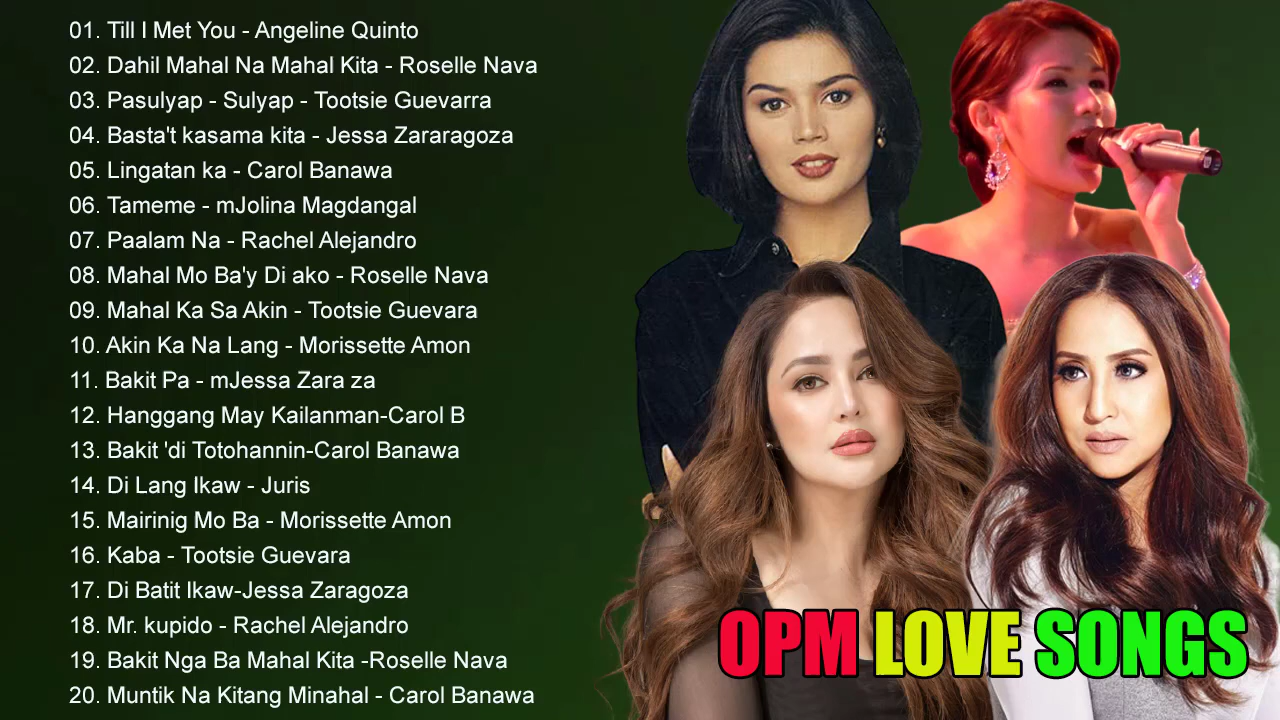 01. Till I Met You - Angeline Quinto
02. Dahil Mahal Na Mahal Kita - Roselle Nava
03. Pasulyap - Sulyap - Tootsie Guevarra
04. Basta't kasama kita - Jessa Zararagoza
05. Lingatan ka - Carol Banawa
06. Tameme - mJolina Magdangal
07. Paalam Na - Rachel Alejandro
08. Mahal Mo Ba'y Di ako - Roselle Nava
09. Mahal Ka Sa Akin - Tootsie Guevara
10. Akin Ka Na Lang - Morissette Amon
11. Bakit Pa - mJessa Zara za
12. Hanggang May Kailanman-Carol B
13. Bakit 'di Totohannin-Carol Banawa
14. Di Lang Ikaw - Juris
15. Mairinig Mo Ba - Morissette Amon
16. Kaba - Tootsie Guevara
17. Di Batit Ikaw-Jessa Zaragoza
18. Mr. kupido - Rachel Alejandro
19. Bakit Nga Ba Mahal Kita -Roselle Nava
20. Muntik Na Kitang Minahal - Carol Banawa
OPM LOVE SONGS